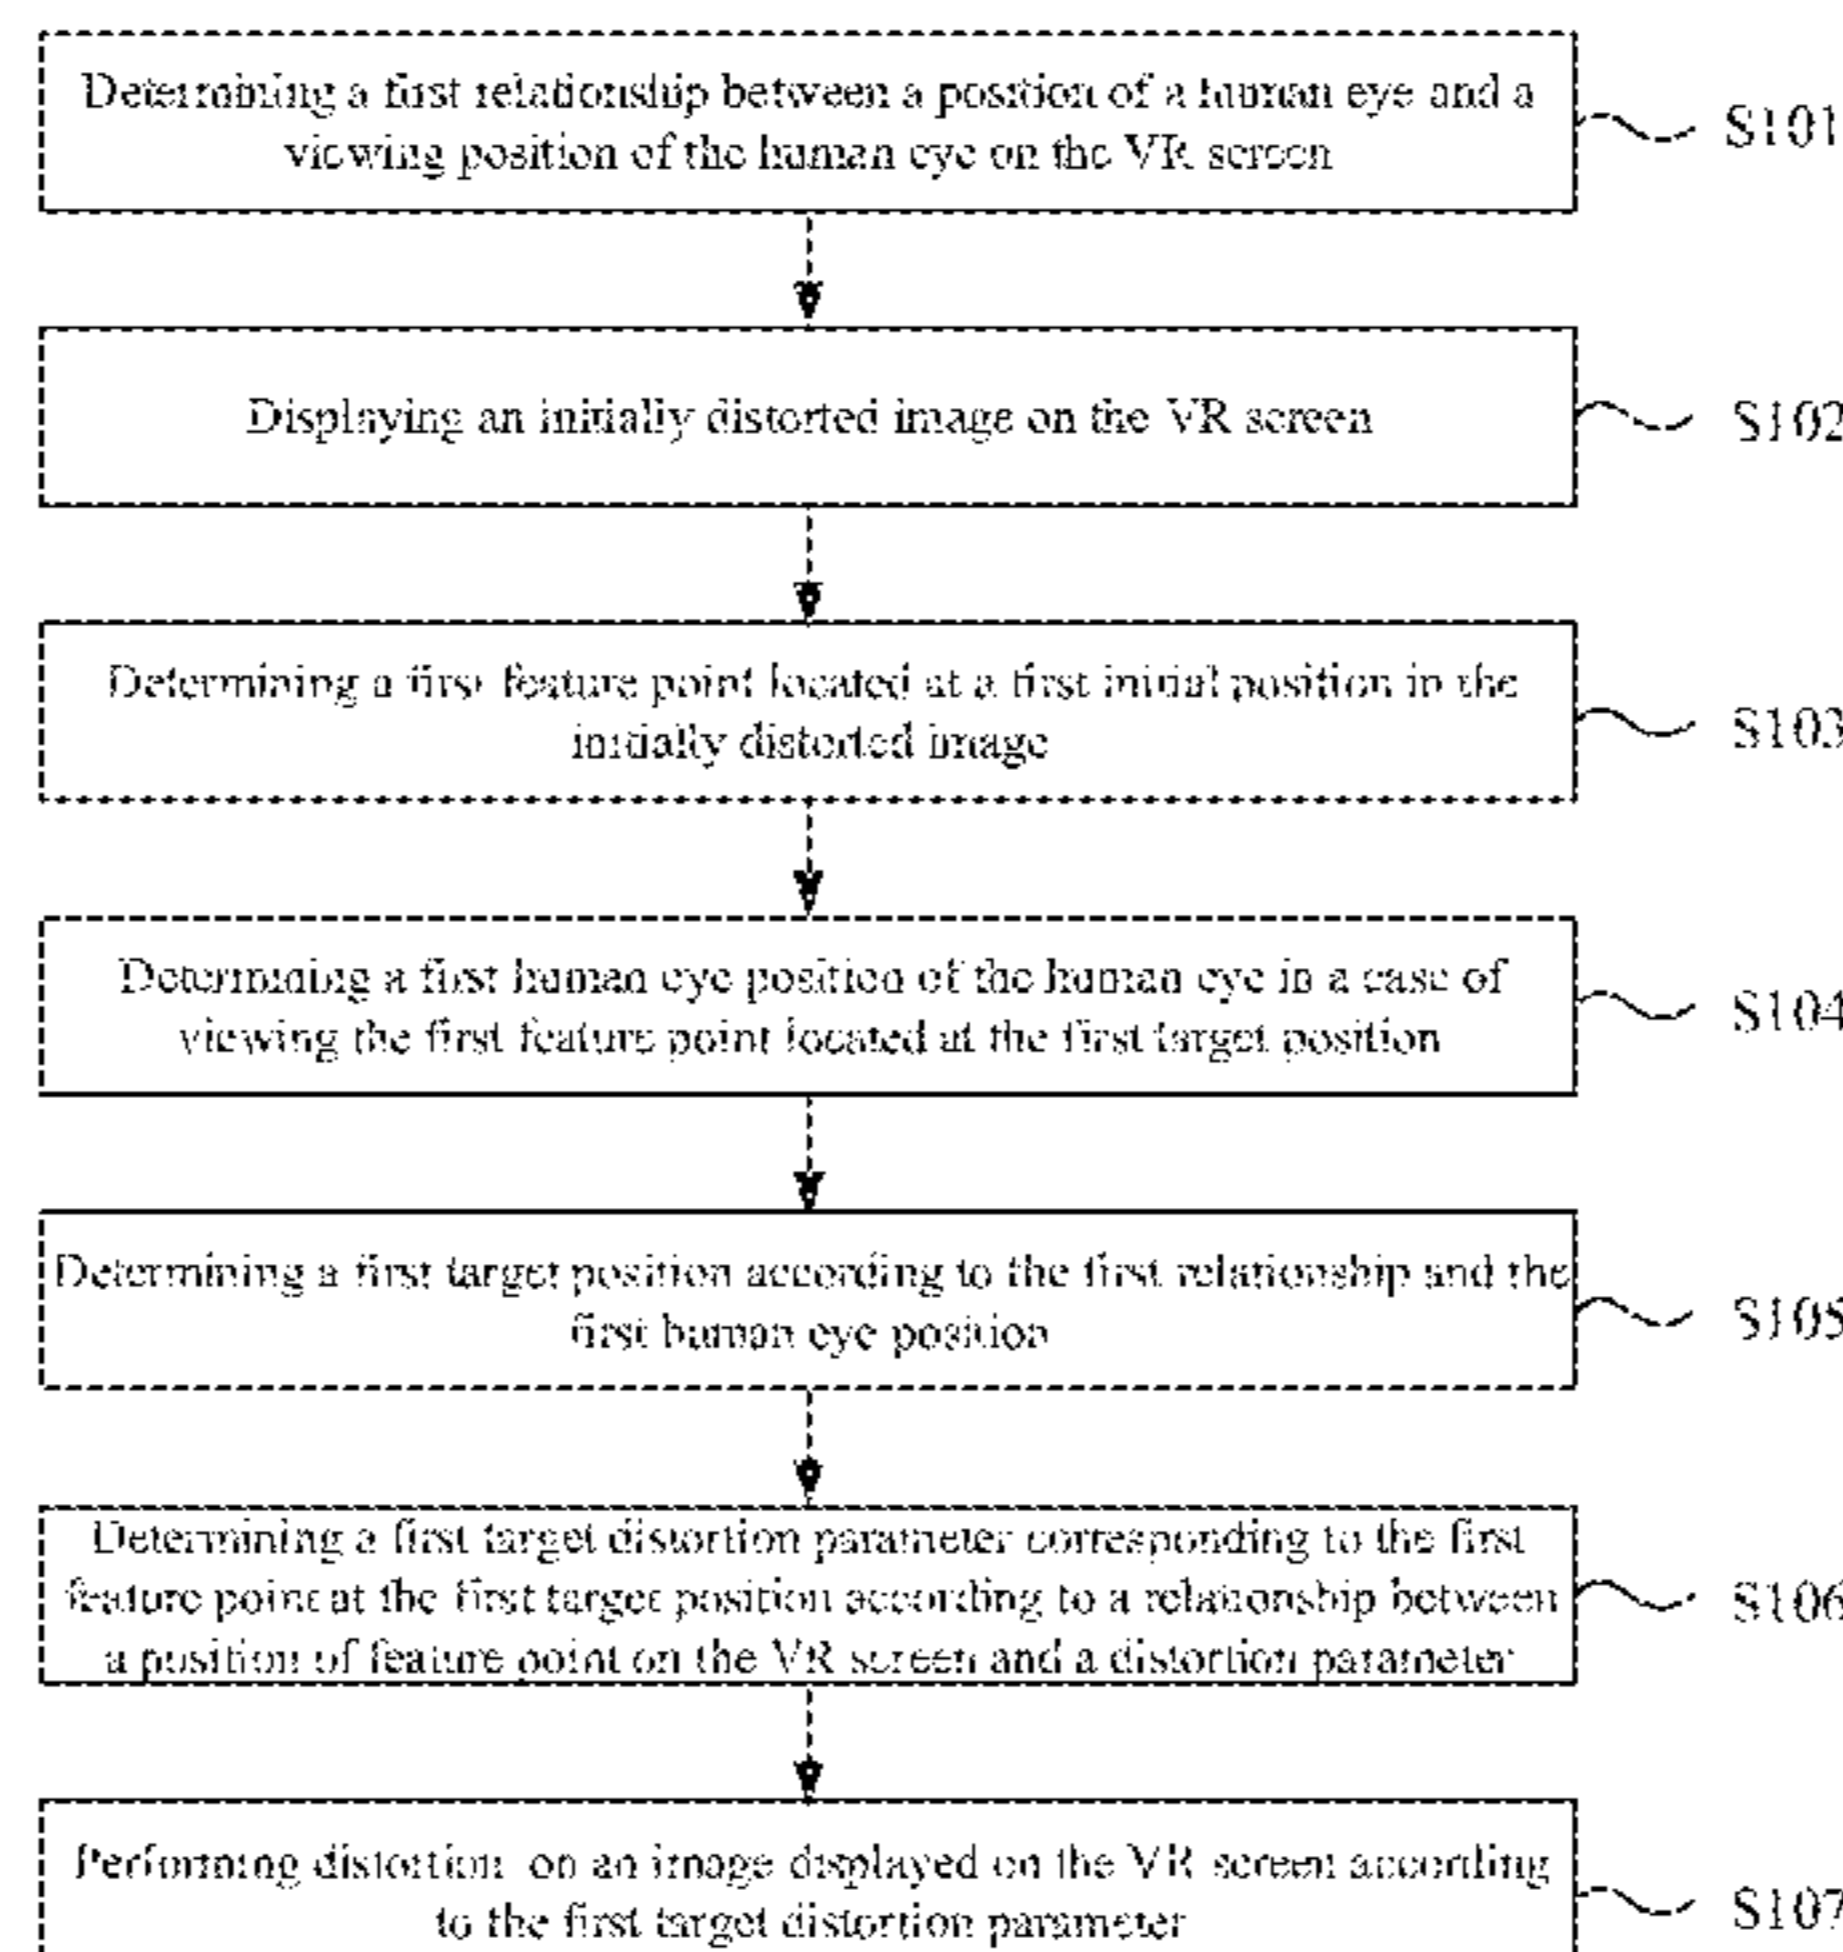 Determining a first relationship between a position of a human eye and a
viewing position of the human eye on the VR screen
S101
Displaying an initially distorted image on the VR screen
S102
Determining a first feature point located at a first initial position in the
initially distorted image
S103
Determining a first human eye position of the human eye in a case of
viewing the first feature point located at the first target position
S104
Determining a first target position according to the first relationship and the
first human eye position
S105
Determining a first target distortion parameter corresponding to the first
feature point at the first target position according to a relationship between
a position of feature point on the VR screen and a distortion parameter
S106
Performing distortion on an image displayed on the VR screen according
to the first target distortion parameter
S107